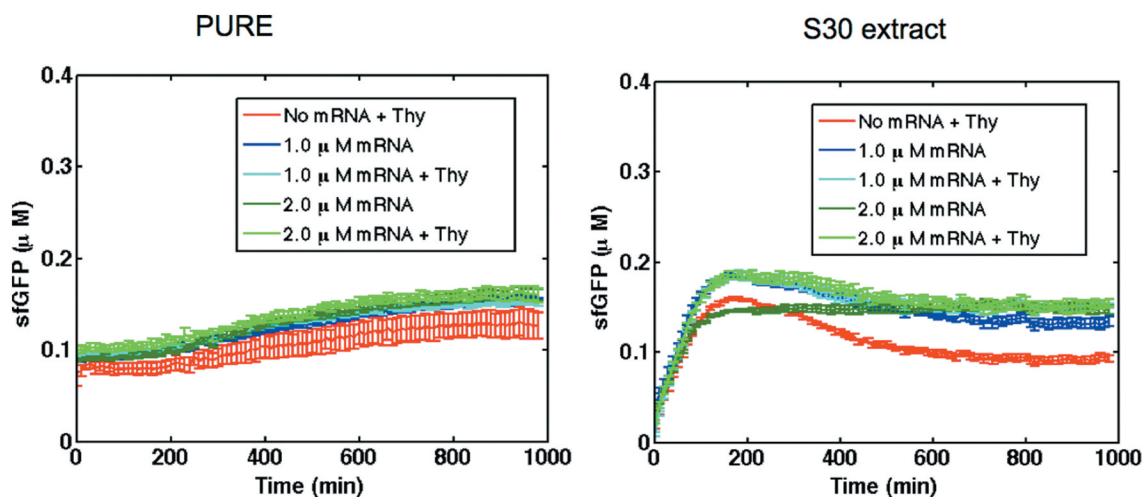 PURE
S30 extract
0.4
0.3
0.2
0.1
0
sfGFP (μ M)
No mRNA + Thy
1.0 μ M mRNA
1.0 μ M mRNA + Thy
2.0 μ M mRNA
2.0 μ M mRNA + Thy
0 200 400 600 800 1000
Time (min)
0.4
0.3
0.2
0.1
0
sfGFP (μ M)
No mRNA + Thy
1.0 μ M mRNA
1.0 μ M mRNA + Thy
2.0 μ M mRNA
2.0 μ M mRNA + Thy
0 200 400 600 800 1000
Time (min)